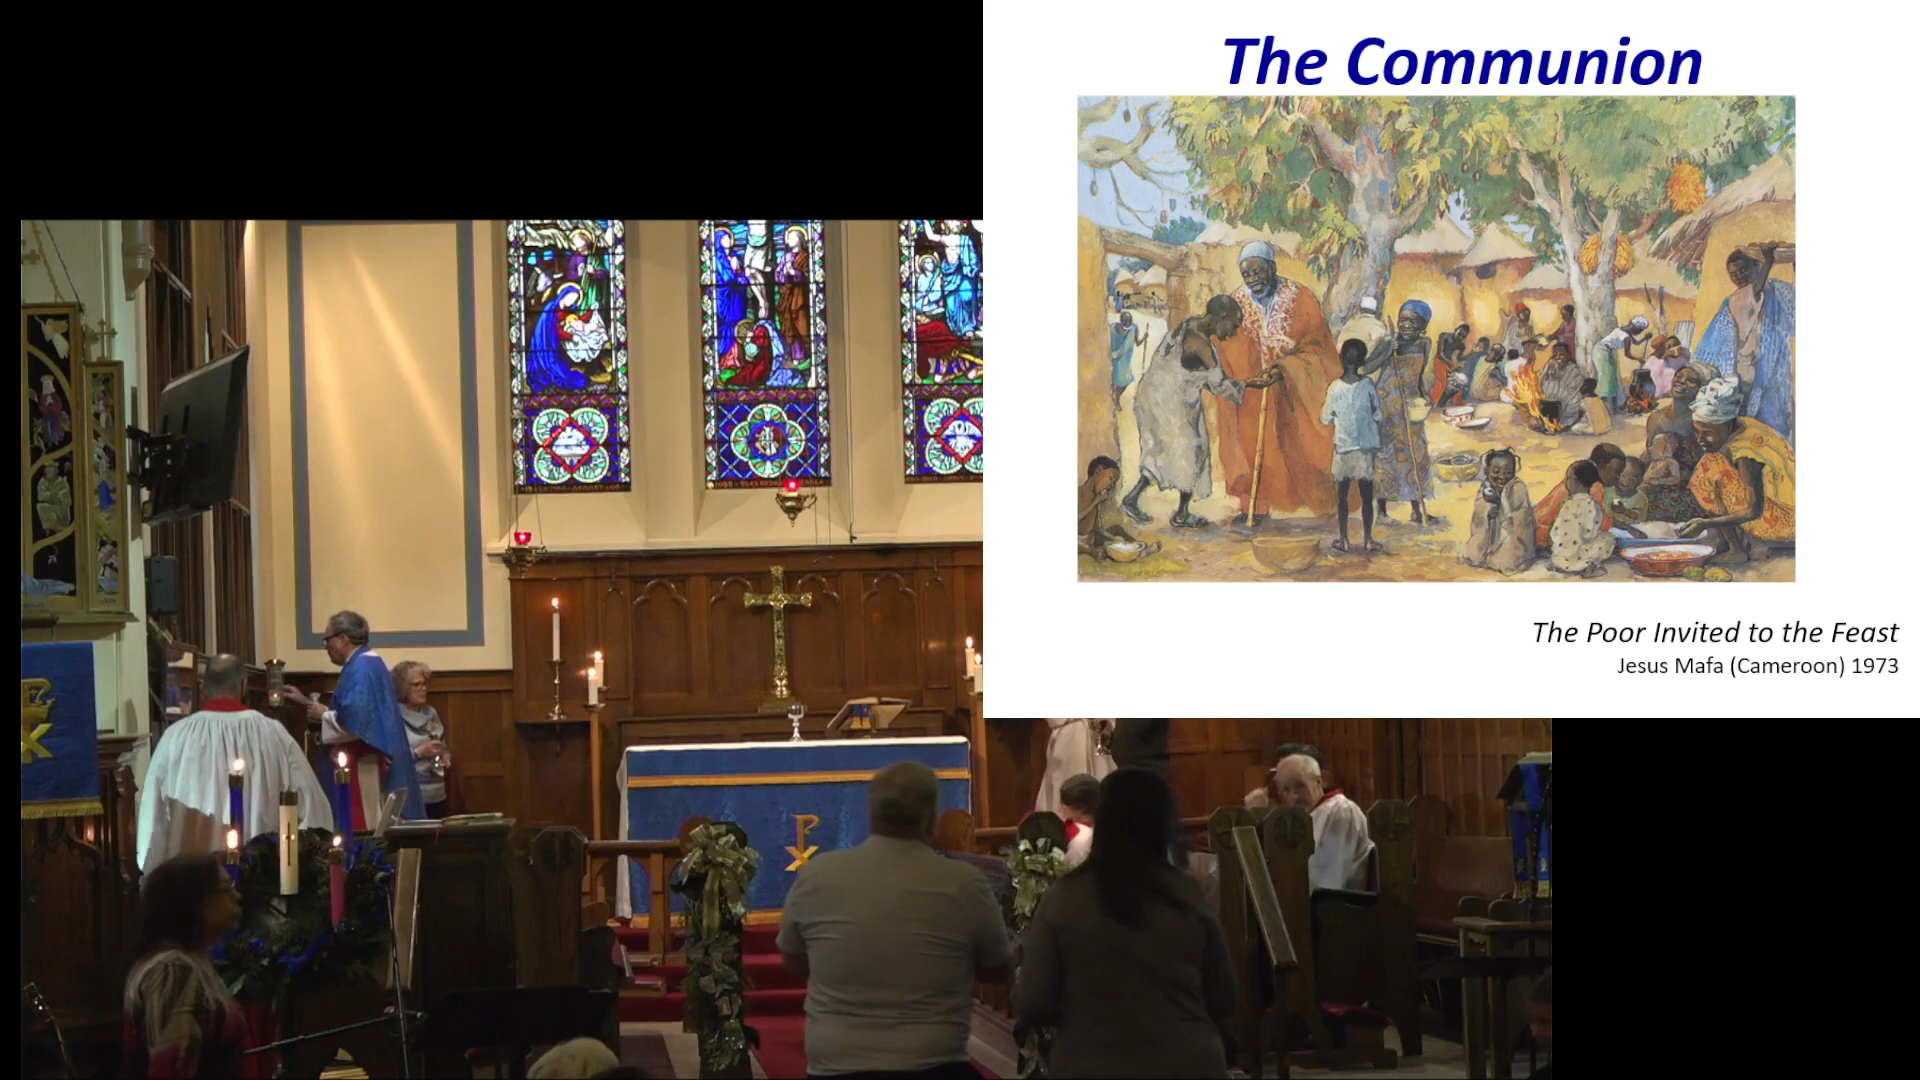 The Communion
The Poor Invited to the Feast
Jesus Mafa (Cameroon) 1973